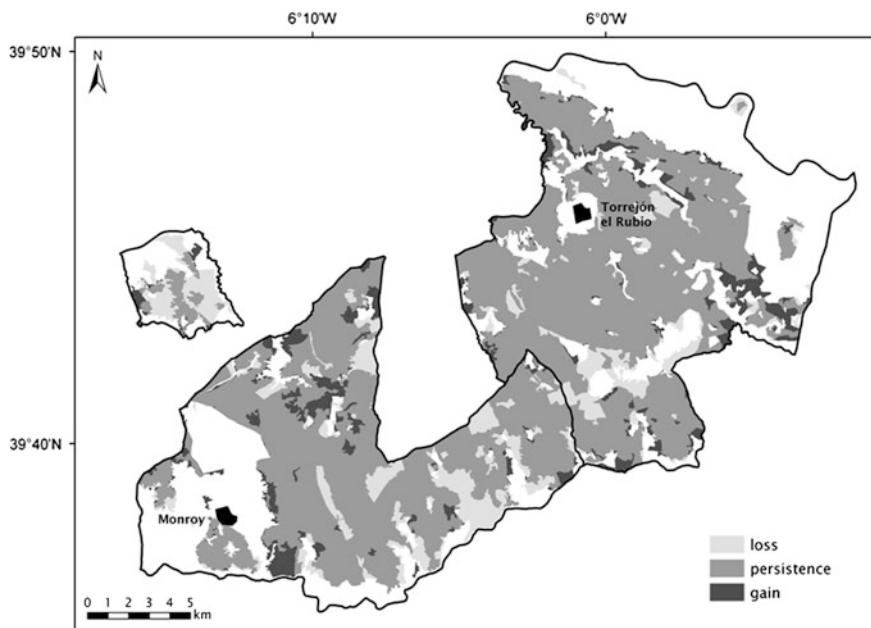 6°10'W 6°0'W
39°50'N
N
Torrejón
el Rubio
39°40'N
Monroy
loss
persistence
gain
0 1 2 3 4 5
km